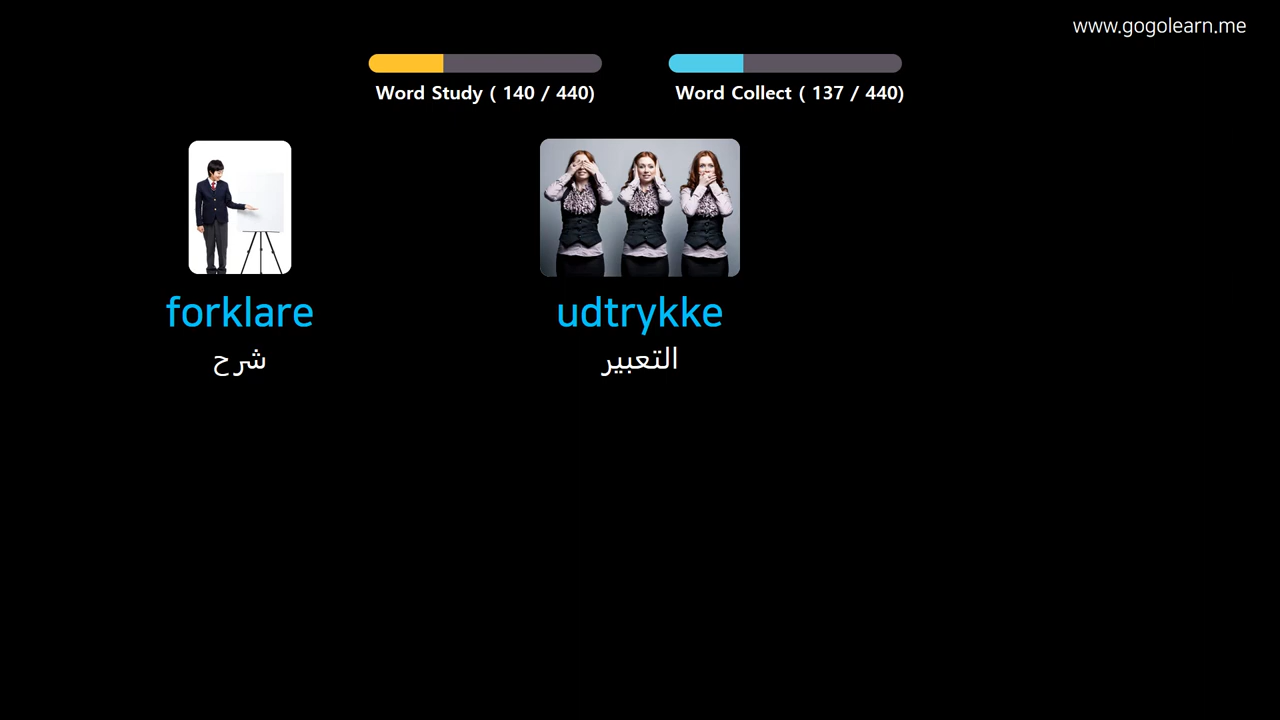 www.gogolearn.me
Word Study ( 140 / 440)
Word Collect ( 137 / 440)
forklare
شرح
udtrykke
التعبير